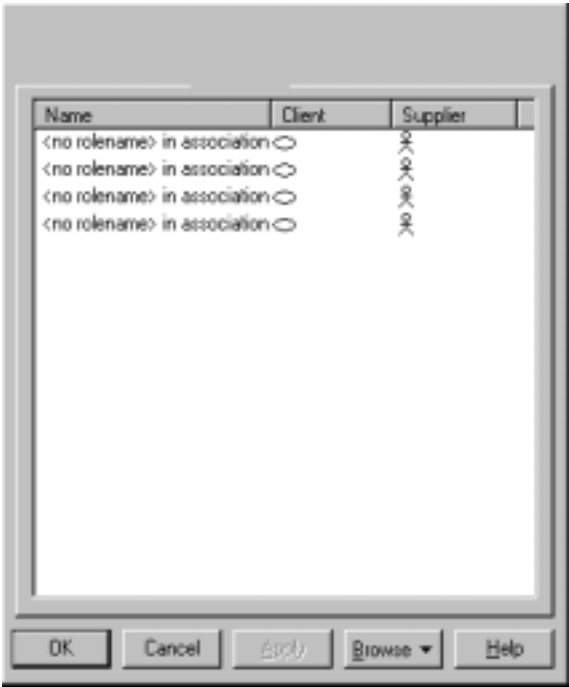 Name Client Supplier
<no rolename> in association
<no rolename> in association
<no rolename> in association
<no rolename> in association
OK Cancel Apply Browse Help